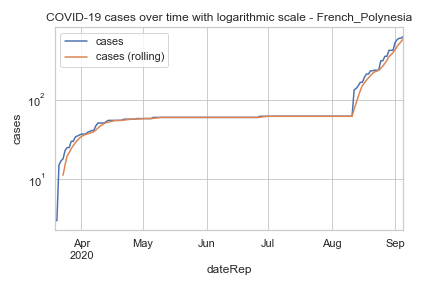 COVID-19 cases over time with logarithmic scale - French_Polynesia
cases
cases (rolling)
cases
10²
10¹
Apr
2020
May
Jun
Jul
Aug
Sep
dateRep